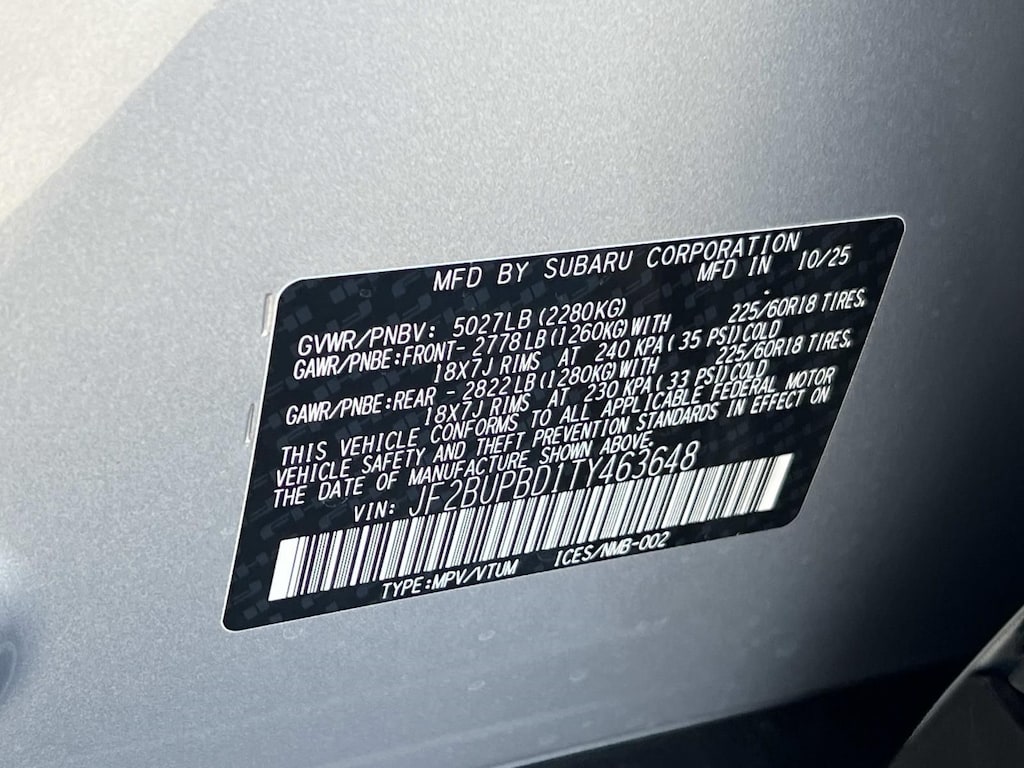 MFD BY SUBARU CORPORATION
MFD IN 10/25
GVWR/PNBV: 5027LB (2280KG)
GAWR/PNBE:FRONT- 2778LB(1260KG)WITH 225/60R18 TIRES,
18X7J RIMS AT 240 KPA(35 PSI)COLD
GAWR/PNBE:REAR - 2822LB(1280KG)WITH 225/60R18 TIRES,
18X7J RIMS AT 230 KPA(33 PSI)COLD
THIS VEHICLE CONFORMS TO ALL APPLICABLE FEDERAL MOTOR
VEHICLE SAFETY AND THEFT PREVENTION STANDARDS IN EFFECT ON
THE DATE OF MANUFACTURE SHOWN ABOVE.
VIN: JF2BUPBD1TY463648
TYPE:MPV/VTUM ICES/NMB-002